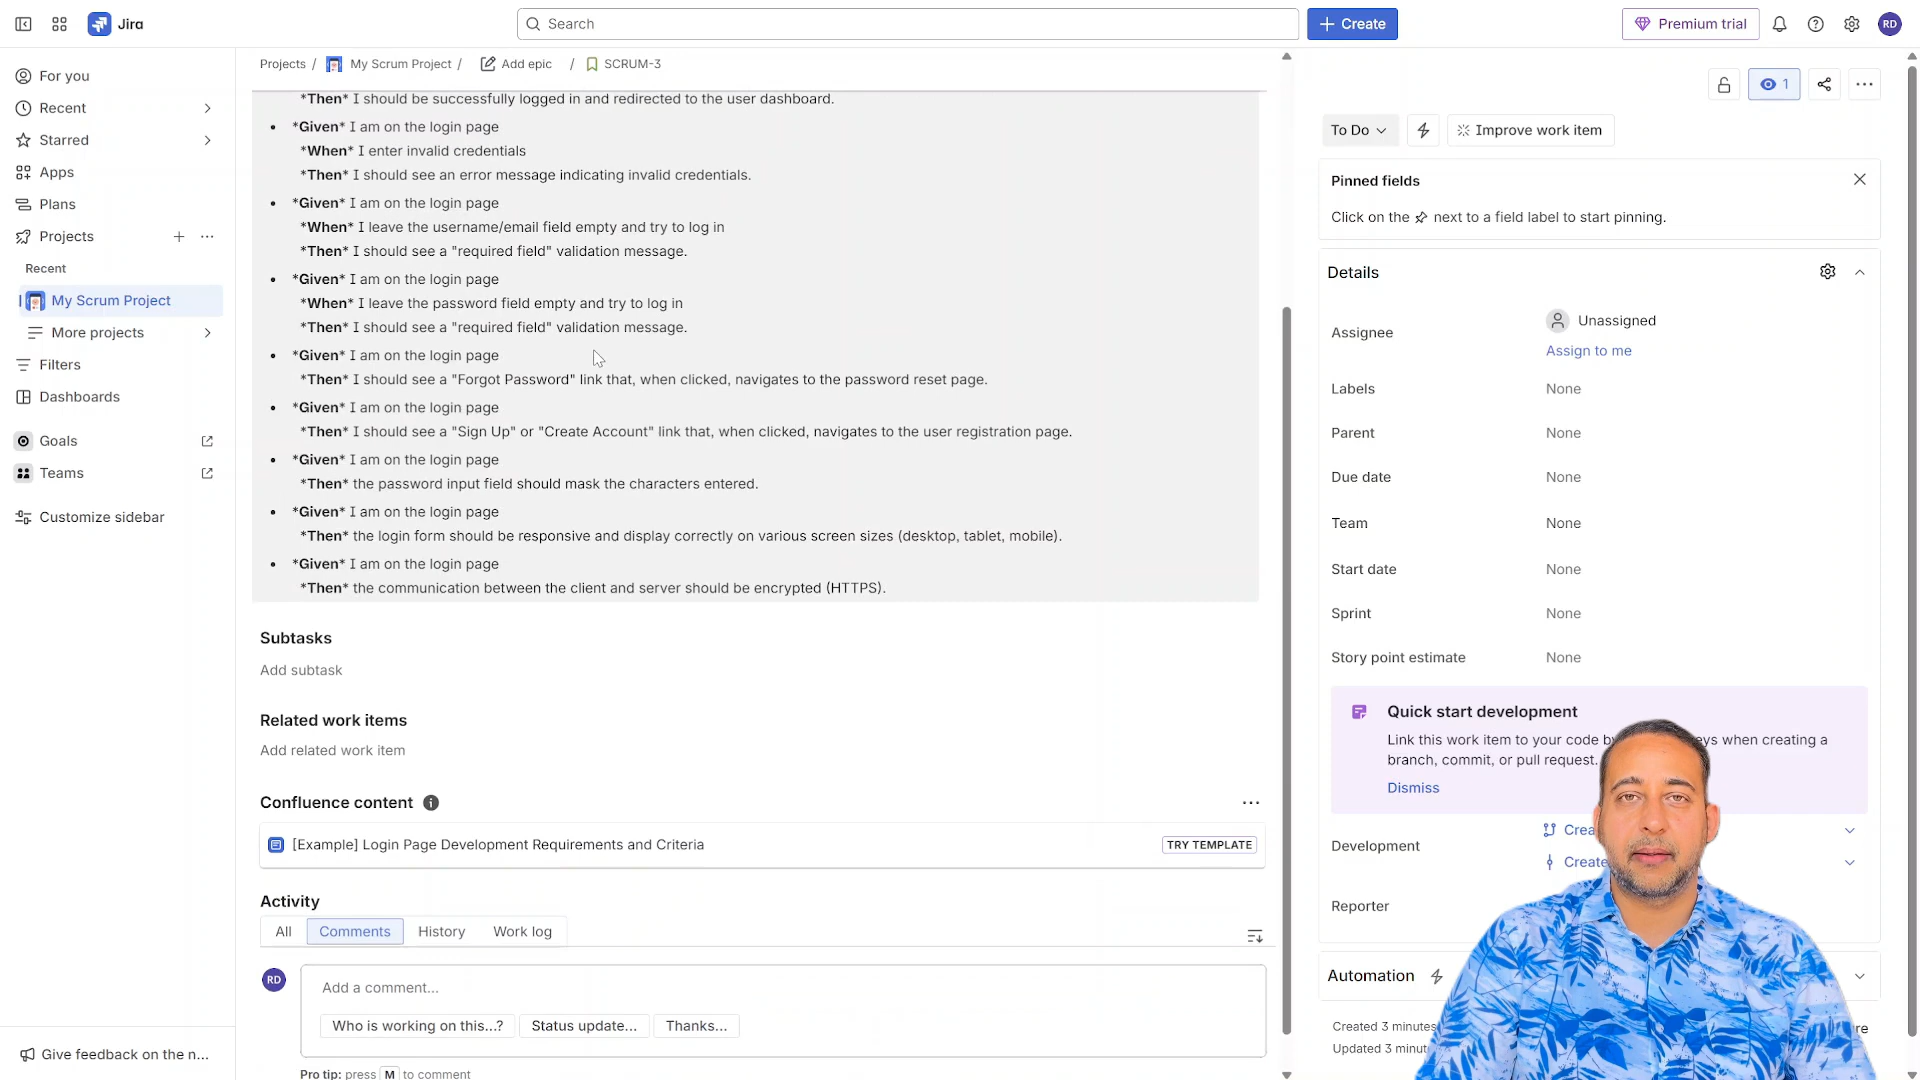 Jira
Search
Create
Premium trial
RD
For you
Recent
Starred
Apps
Plans
Projects
Recent
My Scrum Project
More projects
Filters
Dashboards
Goals
Teams
Customize sidebar
Give feedback on the n...
Projects / My Scrum Project / Add epic / SCRUM-3
*Then* I should be successfully logged in and redirected to the user dashboard.
• *Given* I am on the login page
*When* I enter invalid credentials
*Then* I should see an error message indicating invalid credentials.
• *Given* I am on the login page
*When* I leave the username/email field empty and try to log in
*Then* I should see a "required field" validation message.
• *Given* I am on the login page
*When* I leave the password field empty and try to log in
*Then* I should see a "required field" validation message.
• *Given* I am on the login page
*Then* I should see a "Forgot Password" link that, when clicked, navigates to the password reset page.
• *Given* I am on the login page
*Then* I should see a "Sign Up" or "Create Account" link that, when clicked, navigates to the user registration page.
• *Given* I am on the login page
*Then* the password input field should mask the characters entered.
• *Given* I am on the login page
*Then* the login form should be responsive and display correctly on various screen sizes (desktop, tablet, mobile).
• *Given* I am on the login page
*Then* the communication between the client and server should be encrypted (HTTPS).
Subtasks
Add subtask
Related work items
Add related work item
Confluence content
[Example] Login Page Development Requirements and Criteria TRY TEMPLATE
Activity
All Comments History Work log
RD
Add a comment...
Who is working on this...? Status update... Thanks...
Pro tip: press M to comment
1
To Do
Improve work item
Pinned fields
Click on the next to a field label to start pinning.
Details
Assignee Unassigned
Assign to me
Labels None
Parent None
Due date None
Team None
Start date None
Sprint None
Story point estimate None
Quick start development
Link this work item to your code by eys when creating a
branch, commit, or pull request.
Dismiss
Development
Crea
Create
Reporter
Automation
Created 3 minutes
Updated 3 minut